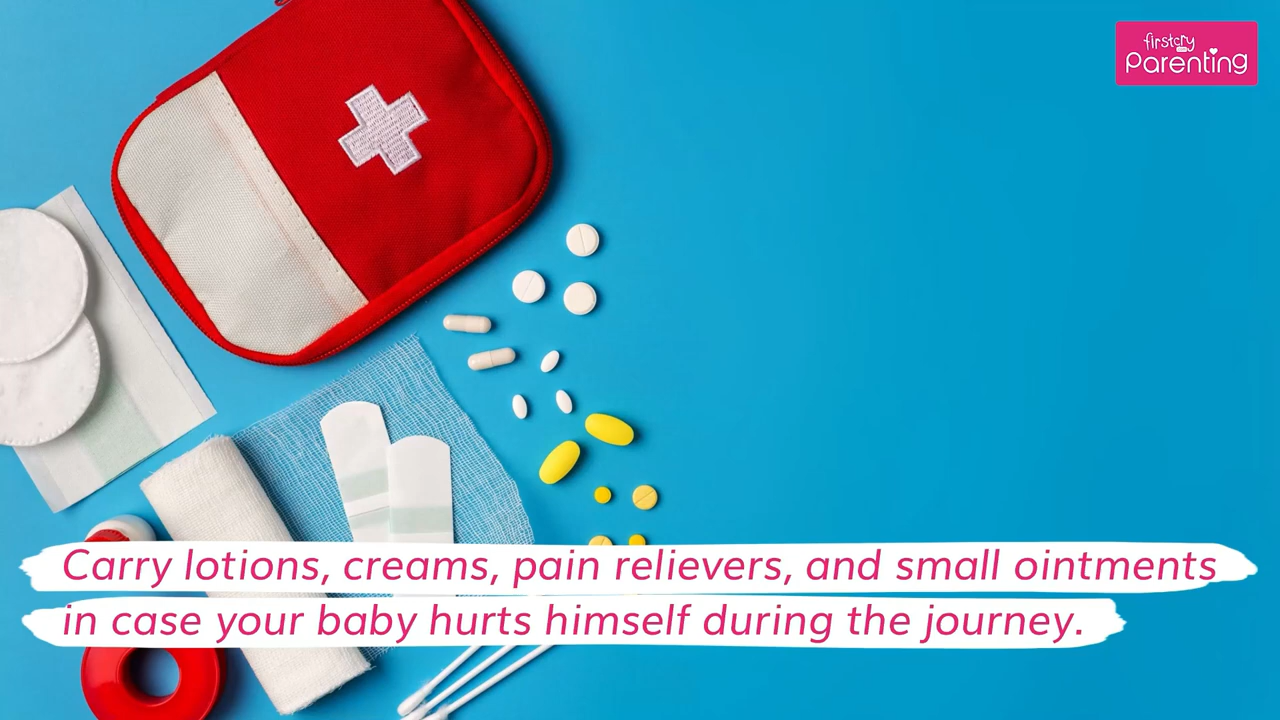 firstcry
Parenting
Carry lotions, creams, pain relievers, and small ointments
in case your baby hurts himself during the journey.